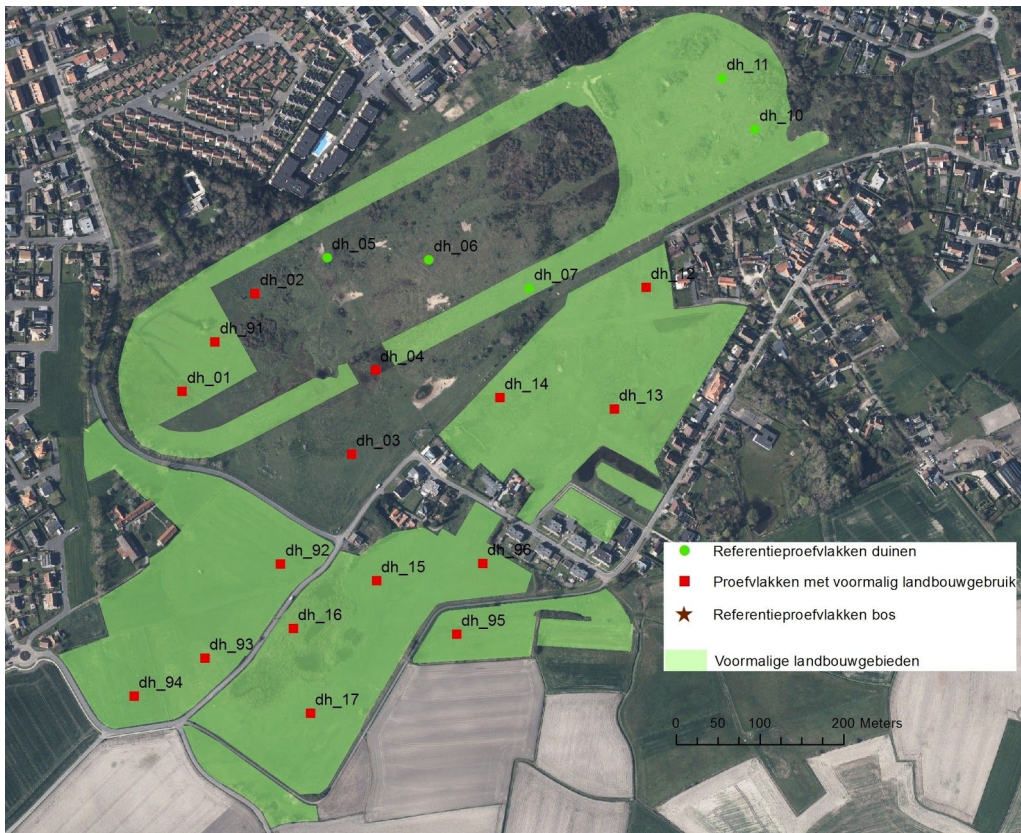 dh_11
dh_10
dh_05
dh_06
dh_12
dh_02
dh_07
dh_91
dh_04
dh_01
dh_14
dh_13
dh_03
dh_92
dh_96
dh_15
dh_16
dh_95
dh_93
dh_94
dh_17
Referentieproefvlakken duinen
Proefvlakken met voormalig landbouwgebruik
Referentieproefvlakken bos
Voormalige landbouwgebieden
0 50 100 200 Meters